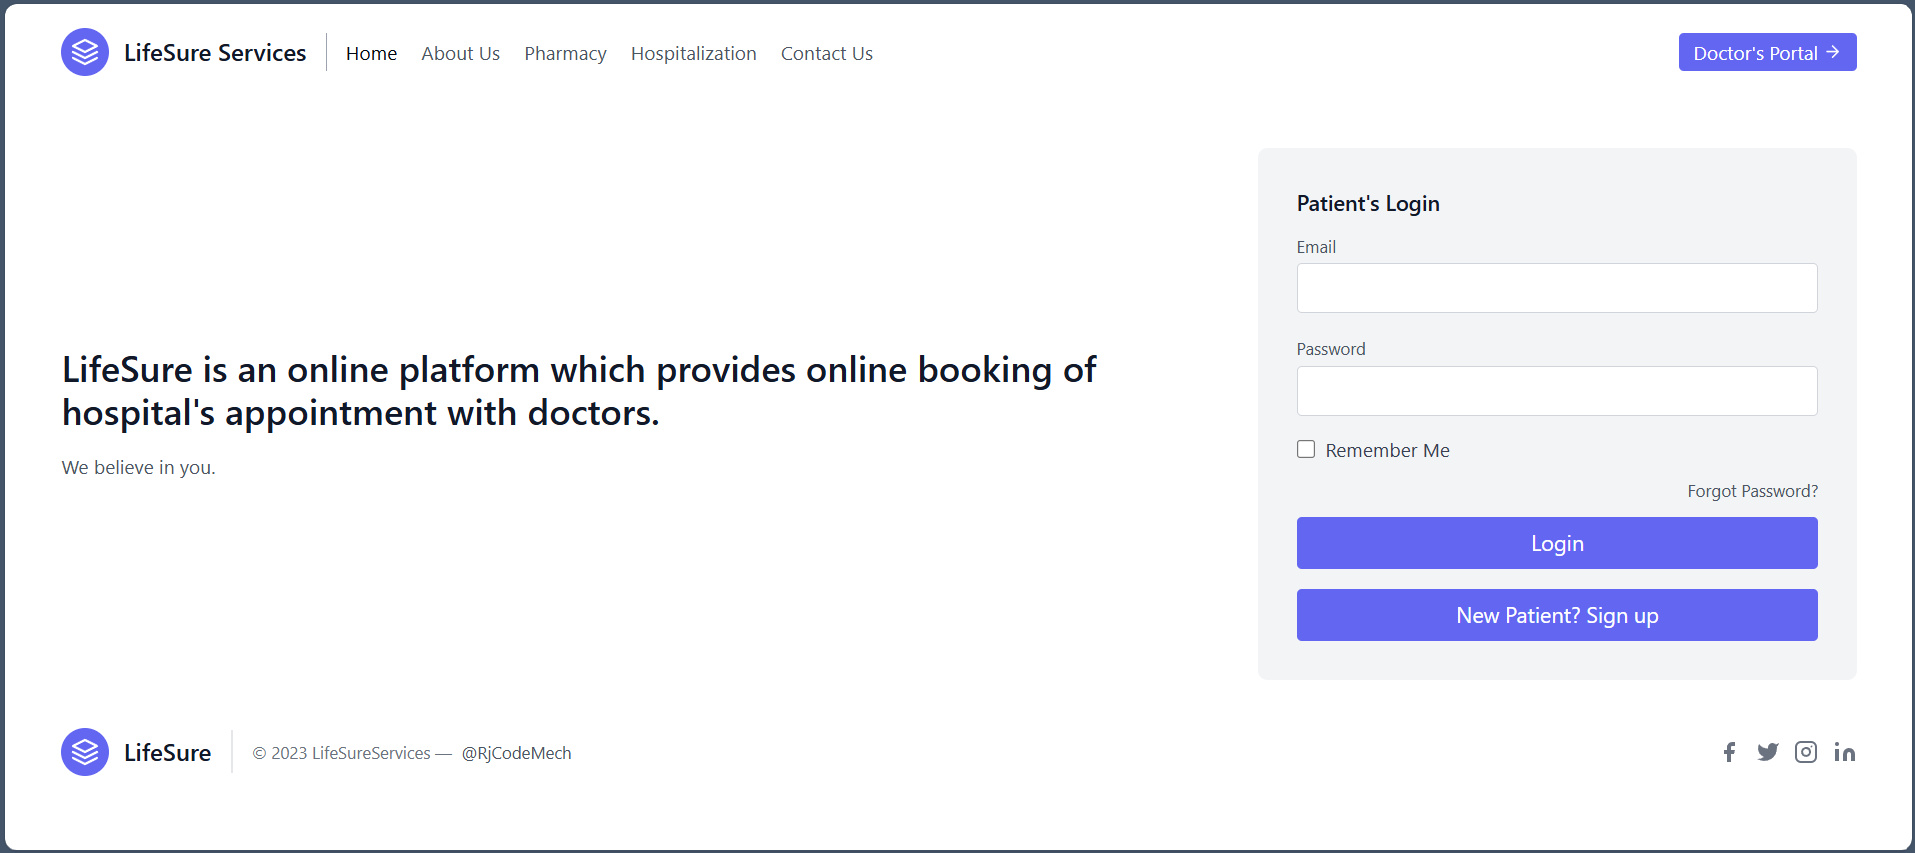 LifeSure Services
Home About Us Pharmacy Hospitalization Contact Us
Doctor's Portal →
LifeSure is an online platform which provides online booking of
hospital's appointment with doctors.
We believe in you.
Patient's Login
Email
Password
Remember Me
Forgot Password?
Login
New Patient? Sign up
LifeSure
© 2023 LifeSureServices — @RjCodeMech